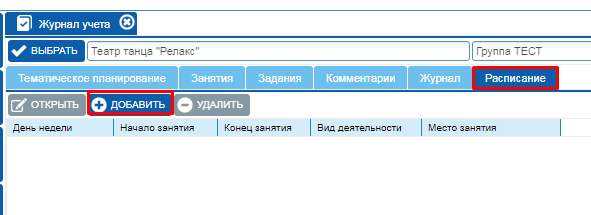 Журнал учета
ВЫБРАТЬ Театр танца "Релакс" Группа ТЕСТ
Тематическое планирование Занятия Задания Комментарии Журнал Расписание
ОТКРЫТЬ ДОБАВИТЬ УДАЛИТЬ
День недели Начало занятия Конец занятия Вид деятельности Место занятия